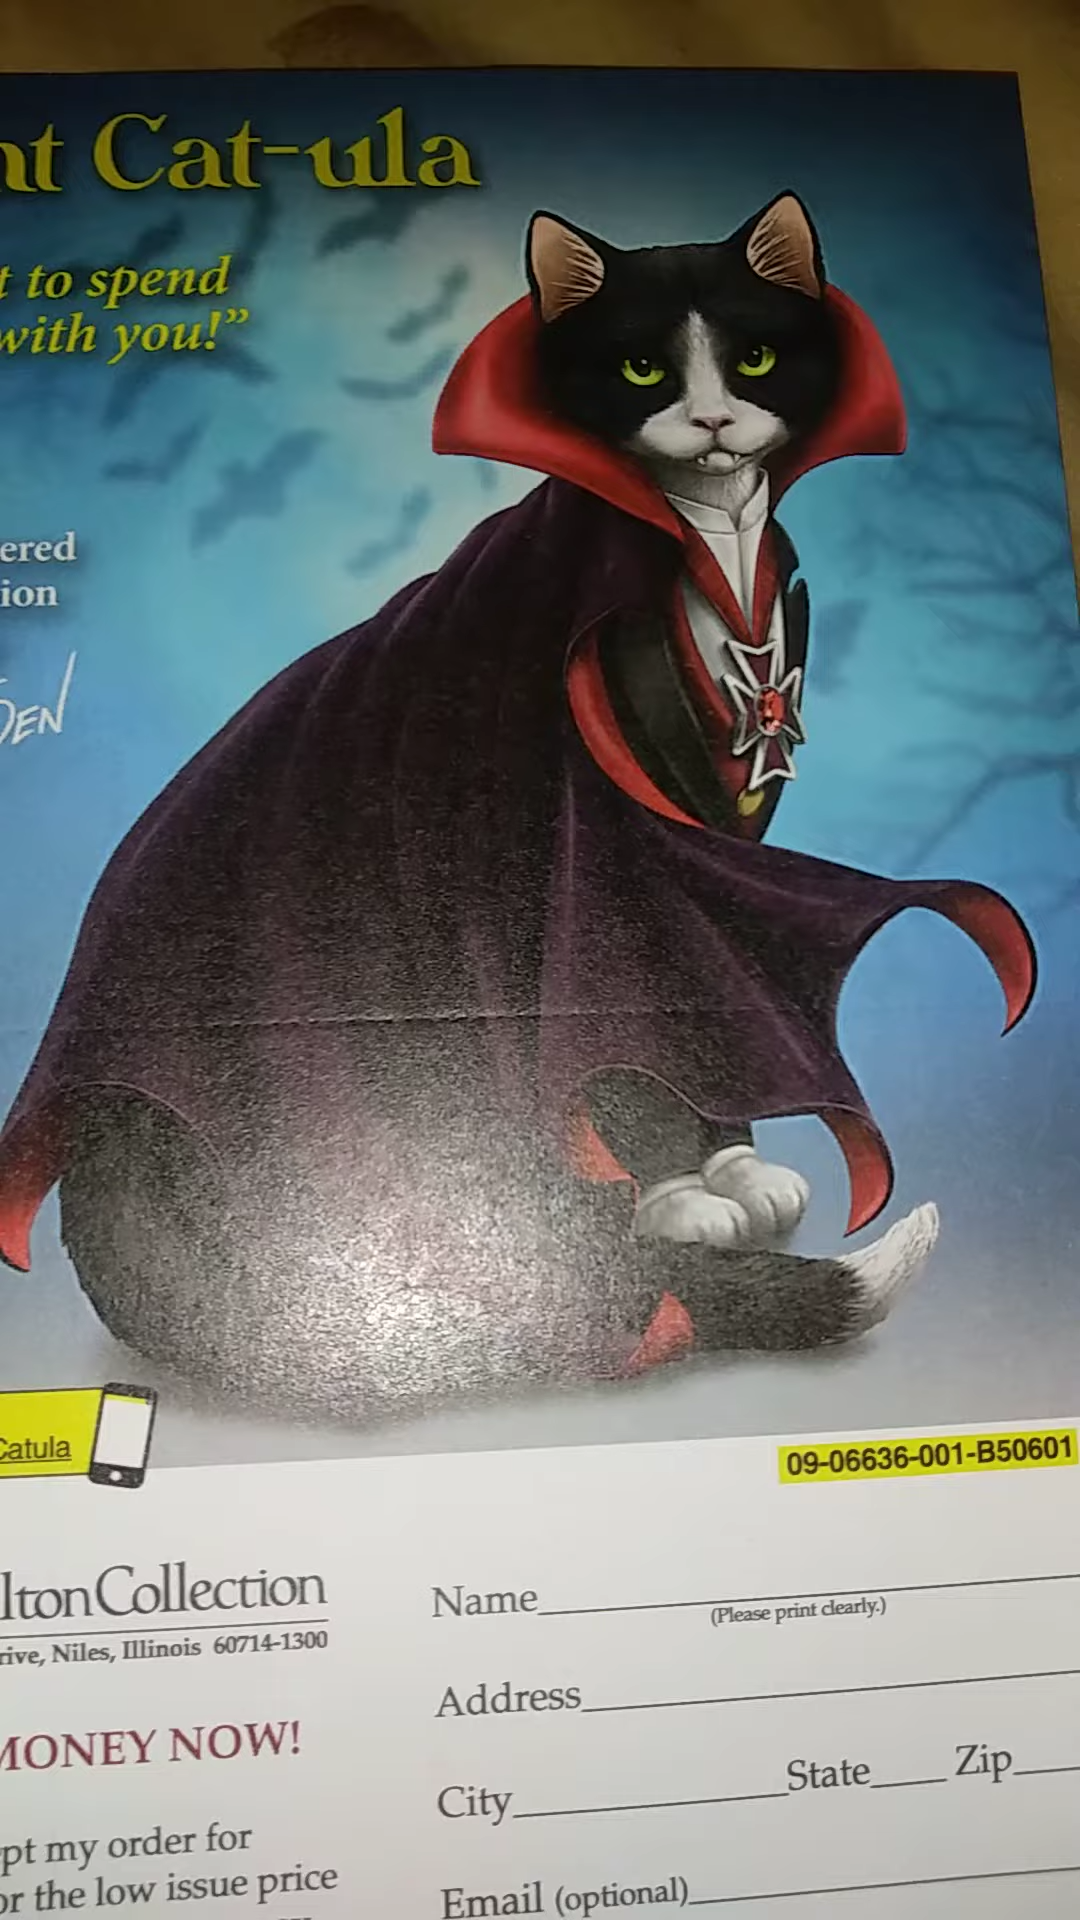 nt Cat-ula
t to spend
with you!”
ered
ion
DEN
Catula
09-06636-001-B50601
ltonCollection
rive, Niles, Illinois 60714-1300
MONEY NOW!
pt my order for
or the low issue price
Name
(Please print clearly.)
Address
City State Zip
Email (optional)